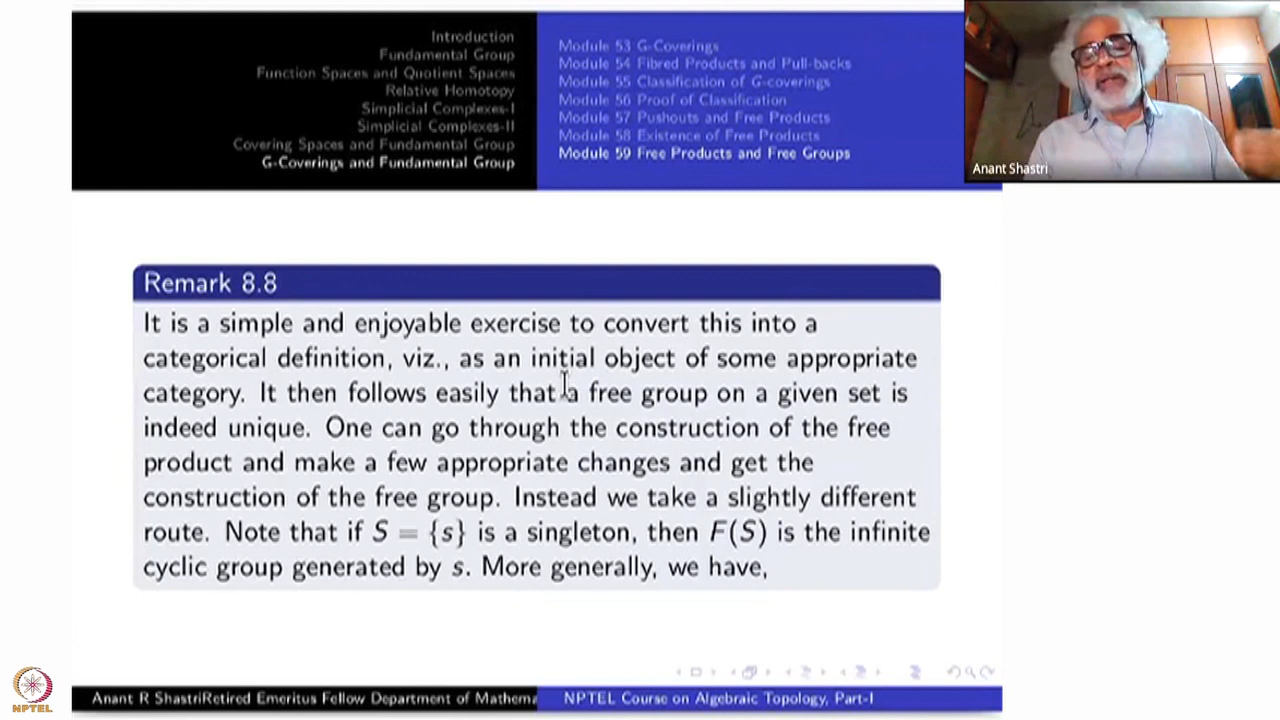 Introduction
Fundamental Group
Function Spaces and Quotient Spaces
Relative Homotopy
Simplicial Complexes-I
Simplicial Complexes-II
Covering Spaces and Fundamental Group
G-Coverings and Fundamental Group
Module 53 G-Coverings
Module 54 Fibred Products and Pull-backs
Module 55 Classification of G-coverings
Module 56 Proof of Classification
Module 57 Pushouts and Free Products
Module 58 Existence of Free Products
Module 59 Free Products and Free Groups
Anant Shastri
Remark 8.8
It is a simple and enjoyable exercise to convert this into a
categorical definition, viz., as an initial object of some appropriate
category. It then follows easily that a free group on a given set is
indeed unique. One can go through the construction of the free
product and make a few appropriate changes and get the
construction of the free group. Instead we take a slightly different
route. Note that if S = {s} is a singleton, then F(S) is the infinite
cyclic group generated by s. More generally, we have,
Anant R ShastriRetired Emeritus Fellow Department of Mathema
NPTEL Course on Algebraic Topology, Part-I
NPTEL